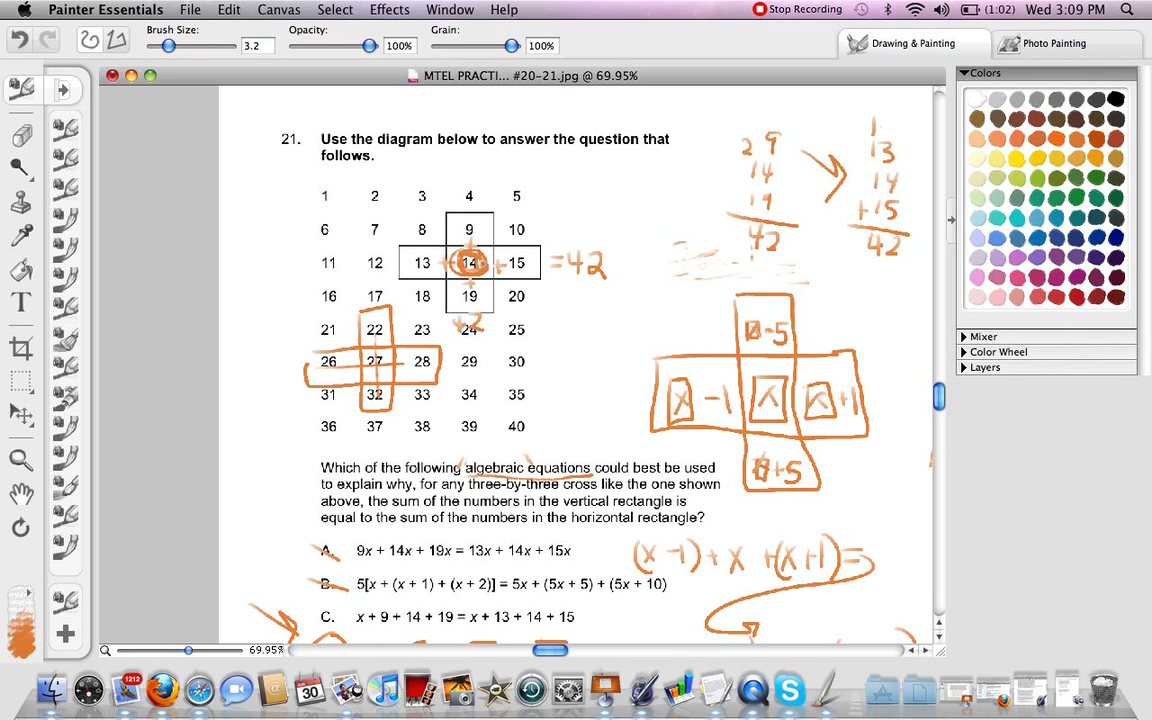 Painter Essentials File Edit Canvas Select Effects Window Help Stop Recording (1:02) Wed 3:09 PM
Brush Size: 3.2 Opacity: 100% Grain: 100% Drawing & Painting Photo Painting
MTEL PRACTI... #20-21.jpg @ 69.95%
Colors
Mixer
Color Wheel
Layers
21. Use the diagram below to answer the question that
follows.
1 2 3 4 5
6 7 8 9 10
11 12 13 14 15 =42
16 17 18 19 20
+2
21 22 23 24 25
26 27 28 29 30
31 32 33 34 35
36 37 38 39 40
2 9
14
19
42
1
13
14
+15
42
-5
x -1 x x +1
+5
Which of the following algebraic equations could best be used
to explain why, for any three-by-three cross like the one shown
above, the sum of the numbers in the vertical rectangle is
equal to the sum of the numbers in the horizontal rectangle?
A. 9x + 14x + 19x = 13x + 14x + 15x
(x-1) + x + (x+1) =
B. 5[x + (x + 1) + (x + 2)] = 5x + (5x + 5) + (5x + 10)
C. x + 9 + 14 + 19 = x + 13 + 14 + 15
69.95%
1212
JUN 30